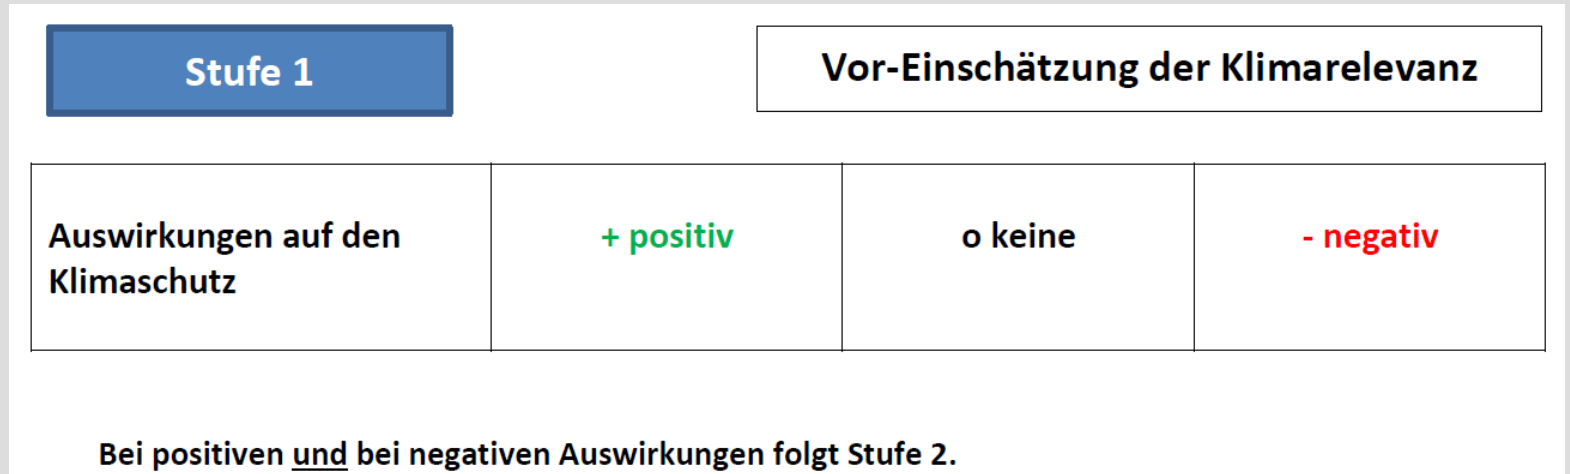 Stufe 1
Vor-Einschätzung der Klimarelevanz
Auswirkungen auf den
Klimaschutz
+ positiv
o keine
- negativ
Bei positiven und bei negativen Auswirkungen folgt Stufe 2.